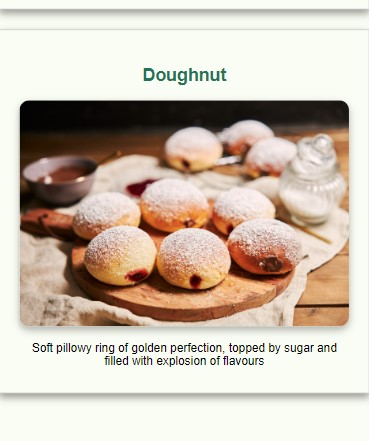 Doughnut
Soft pillowy ring of golden perfection, topped by sugar and
filled with explosion of flavours